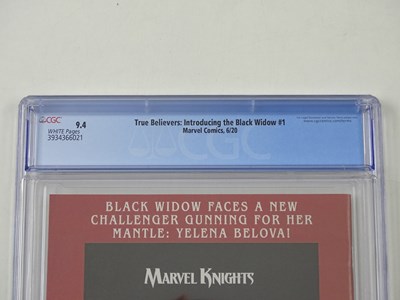 CGC
9.4
WHITE Pages
3934366021
True Believers: Introducing the Black Widow #1
Marvel Comics, 6/20
CGC
BLACK WIDOW FACES A NEW
CHALLENGER GUNNING FOR HER
MANTLE: YELENA BELOVA!
MARVEL KNIGHTS